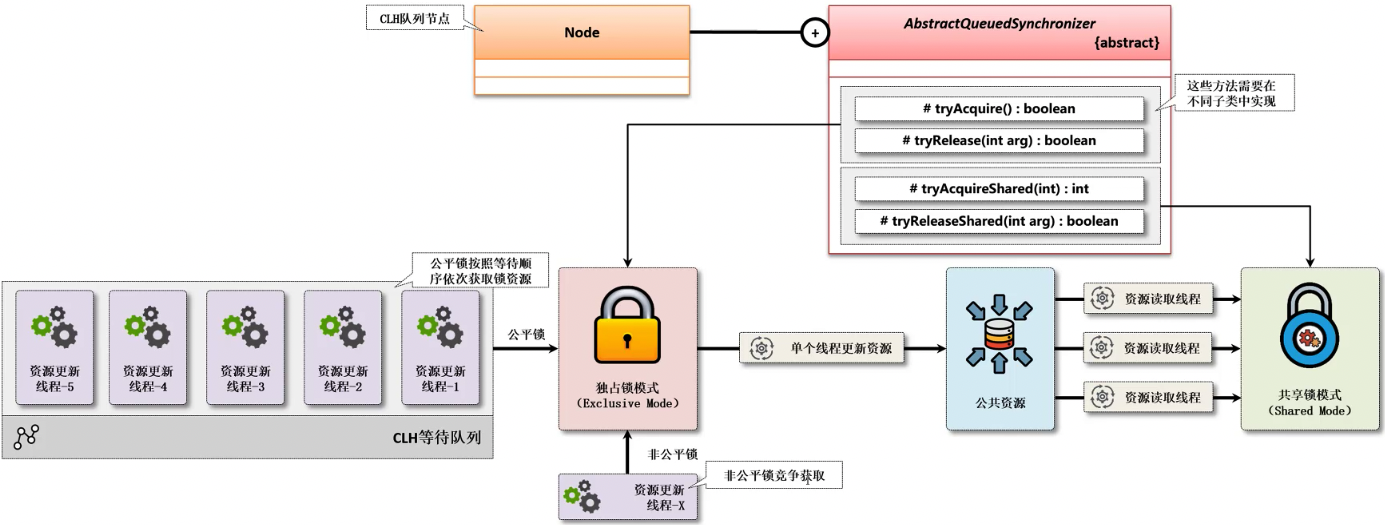 CLH队列节点
Node
+
AbstractQueuedSynchronizer
{abstract}
这些方法需要在
不同子类中实现
# tryAcquire() : boolean
# tryRelease(int arg) : boolean
# tryAcquireShared(int) : int
# tryReleaseShared(int arg) : boolean
公平锁按照等待顺
序依次获取锁资源
资源更新
线程-5
资源更新
线程-4
资源更新
线程-3
资源更新
线程-2
资源更新
线程-1
CLH等待队列
公平锁
独占锁模式
(Exclusive Mode)
非公平锁
资源更新
线程-X
非公平锁竞争获取
单个线程更新资源
公共资源
资源读取线程
资源读取线程
资源读取线程
共享锁模式
(Shared Mode)